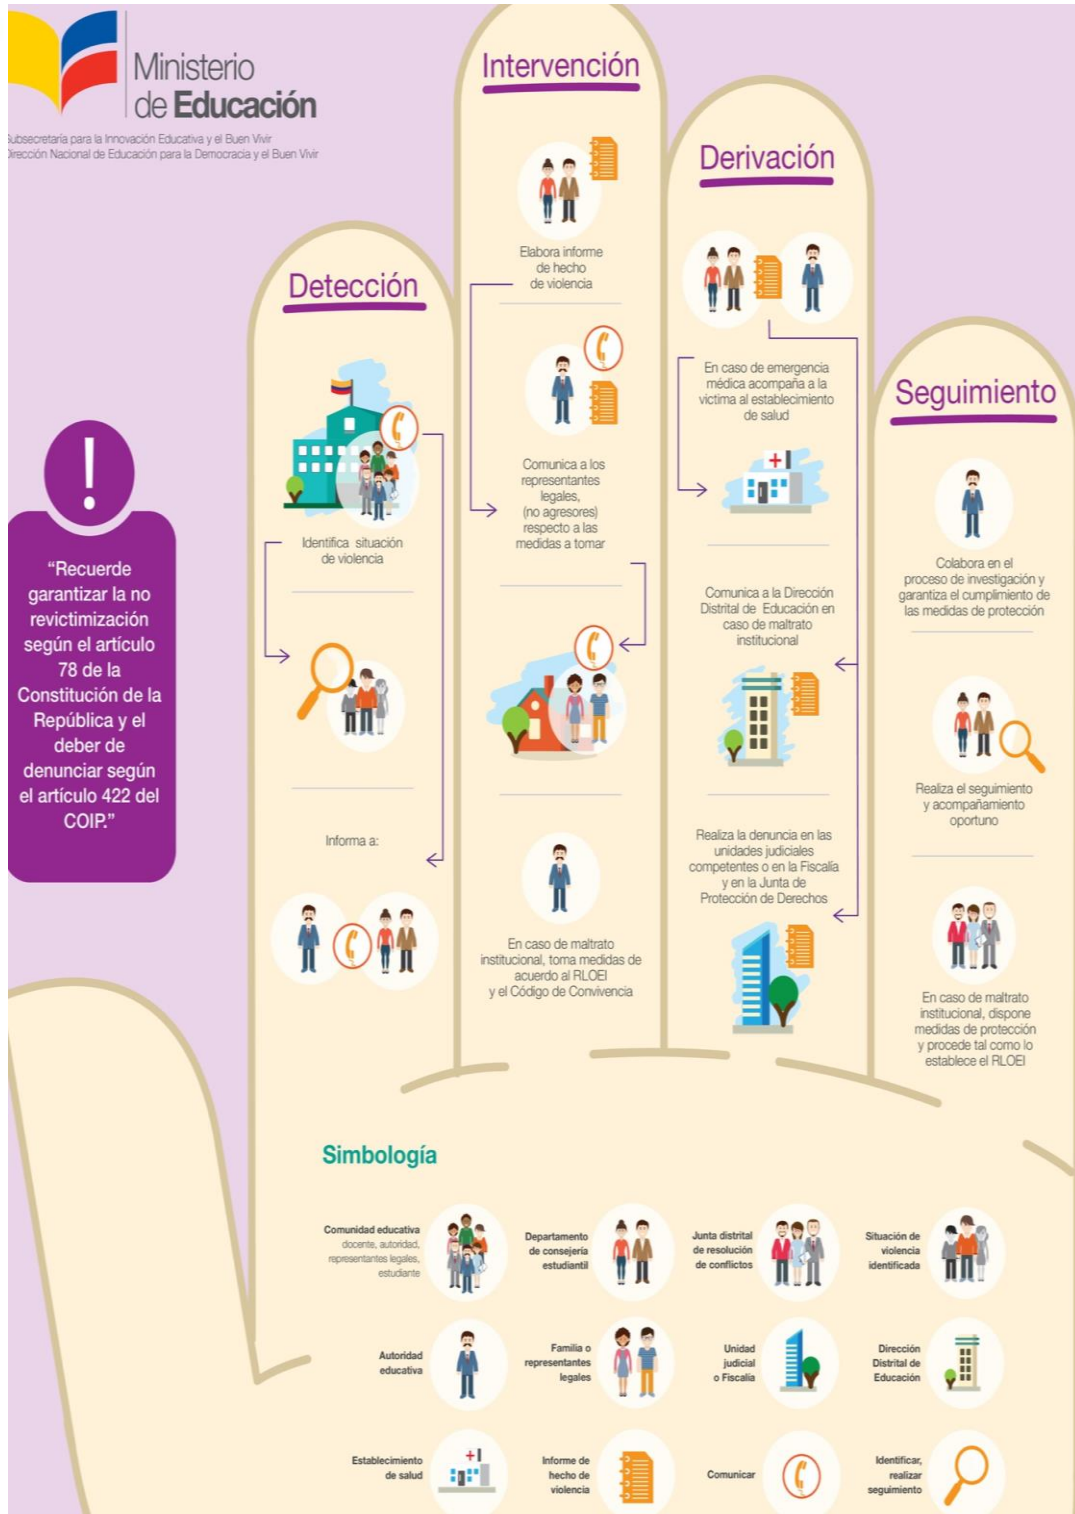 Ministerio
de Educación
Subsecretaría para la Innovación Educativa y el Buen Vivir
Dirección Nacional de Educación para la Democracia y el Buen Vivir
!
“Recuerde
garantizar la no
revictimización
según el artículo
78 de la
Constitución de la
República y el
deber de
denunciar según
el artículo 422 del
COIP.”
Detección
Identifica situación
de violencia
Informa a:
Intervención
Elabora informe
de hecho
de violencia
Comunica a los
representantes
legales,
(no agresores)
respecto a las
medidas a tomar
En caso de maltrato
institucional, toma medidas de
acuerdo al RLOEI
y el Código de Convivencia
Derivación
En caso de emergencia
médica acompaña a la
victima al establecimiento
de salud
Comunica a la Dirección
Distrital de Educación en
caso de maltrato
institucional
Realiza la denuncia en las
unidades judiciales
competentes o en la Fiscalía
y en la Junta de
Protección de Derechos
Seguimiento
Colabora en el
proceso de investigación y
garantiza el cumplimiento de
las medidas de protección
Realiza el seguimiento
y acompañamiento
oportuno
En caso de maltrato
institucional, dispone
medidas de protección
y procede tal como lo
establece el RLOEI
Simbología
Comunidad educativa
docente, autoridad,
representantes legales,
estudiante
Departamento
de consejería
estudiantil
Junta distrital
de resolución
de conflictos
Situación de
violencia
identificada
Autoridad
educativa
Familia o
representantes
legales
Unidad
judicial
o Fiscalía
Dirección
Distrital de
Educación
Establecimiento
de salud
Informe de
hecho de
violencia
Comunicar
Identificar,
realizar
seguimiento